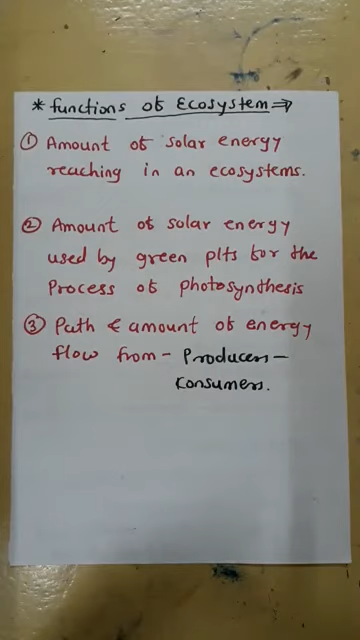 * functions of Ecosystem ⇒
① Amount of solar energy
reaching in an ecosystems.
② Amount of solar energy
used by green plts for the
Process of photosynthesis
③ Path & amount of energy
flow from - Producers -
Konsumers.